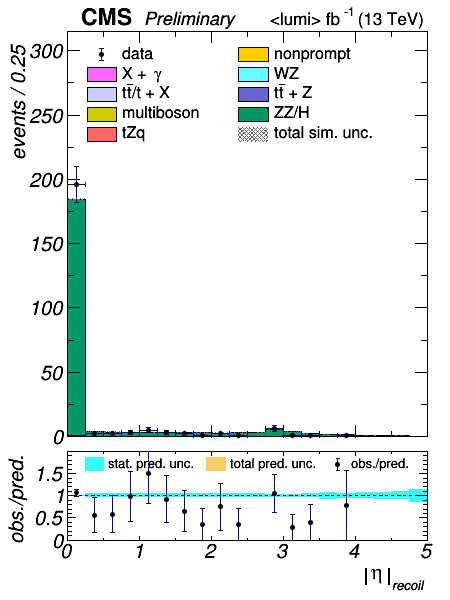 CMS Preliminary <lumi> fb⁻¹ (13 TeV)
events / 0.25
300
250
200
150
100
50
0
data
nonprompt
X + γ
WZ
tt̄/t + X
tt̄ + Z
multiboson
ZZ/H
tZq
total sim. unc.
obs./pred.
1.5
1
0.5
0
stat. pred. unc.
total pred. unc.
obs./pred.
0 1 2 3 4 5
|η|recoil